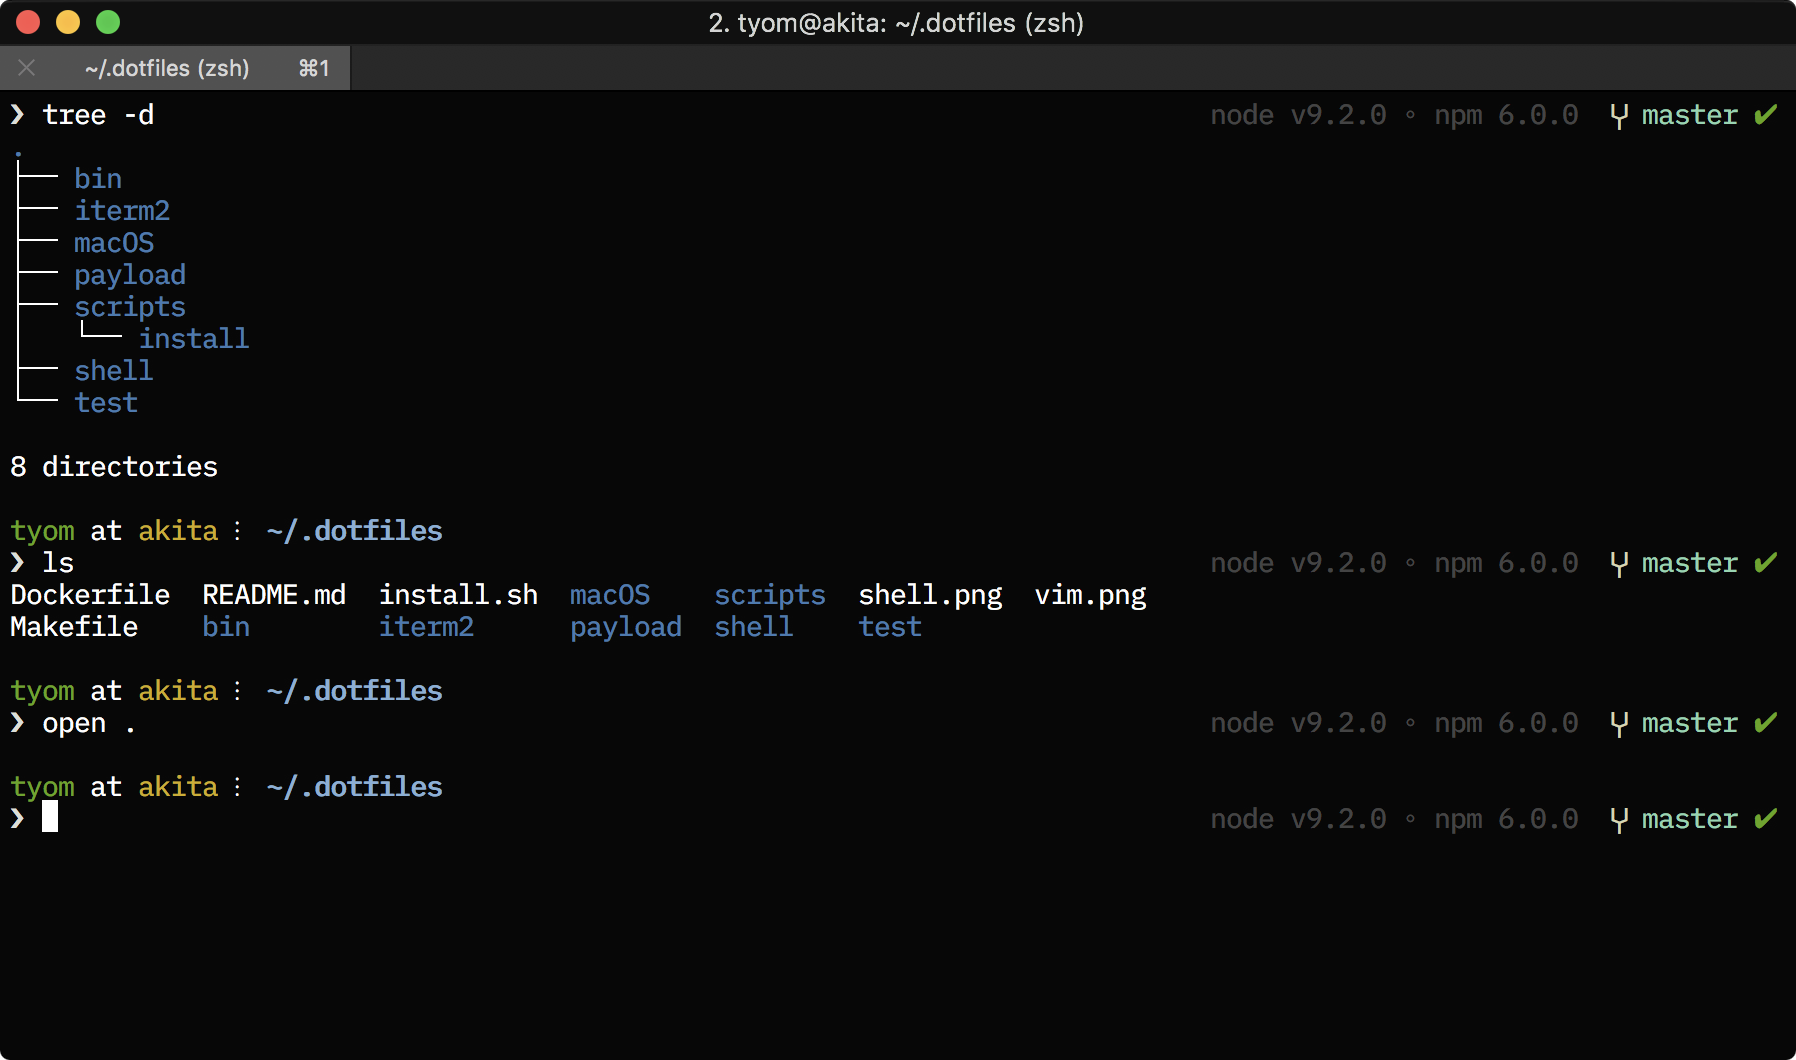 2. tyom@akita: ~/.dotfiles (zsh)
~/.dotfiles (zsh) ⌘1
❯ tree -d node v9.2.0 ◦ npm 6.0.0 master ✔
.
├── bin
├── iterm2
├── macOS
├── payload
├── scripts
│   └── install
├── shell
└── test
8 directories
tyom at akita ⋮ ~/.dotfiles
❯ ls node v9.2.0 ◦ npm 6.0.0 master ✔
Dockerfile README.md install.sh macOS scripts shell.png vim.png
Makefile bin iterm2 payload shell test
tyom at akita ⋮ ~/.dotfiles
❯ open . node v9.2.0 ◦ npm 6.0.0 master ✔
tyom at akita ⋮ ~/.dotfiles
❯ node v9.2.0 ◦ npm 6.0.0 master ✔